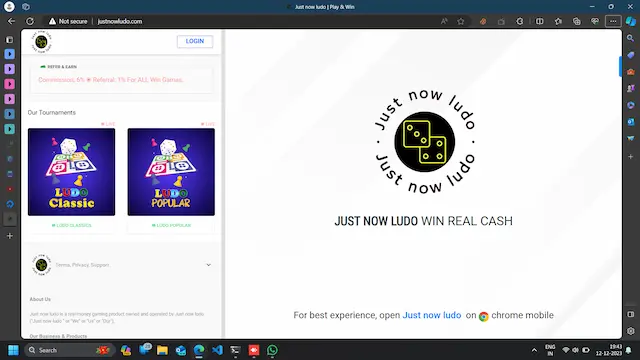 Just now ludo | Play & Win
Not secure | justnowludo.com
LOGIN
REFER & EARN
Commission: 5% ☀ Referral: 1% For ALL Win Games.
Our Tournaments
LIVE
LIVE
LUDO
Classic
LUDO
POPULAR
LUDO CLASSICS
LUDO POPULAR
Terms, Privacy, Support
About Us
Just now ludo is a real-money gaming product owned and operated by Just now ludo
("Just now ludo " or "We" or "Us" or "Our").
Our Business & Products
Just now ludo
Just now ludo
JUST NOW LUDO WIN REAL CASH
For best experience, open Just now ludo on chrome mobile
Search
ENG
IN
19:43
12-12-2023